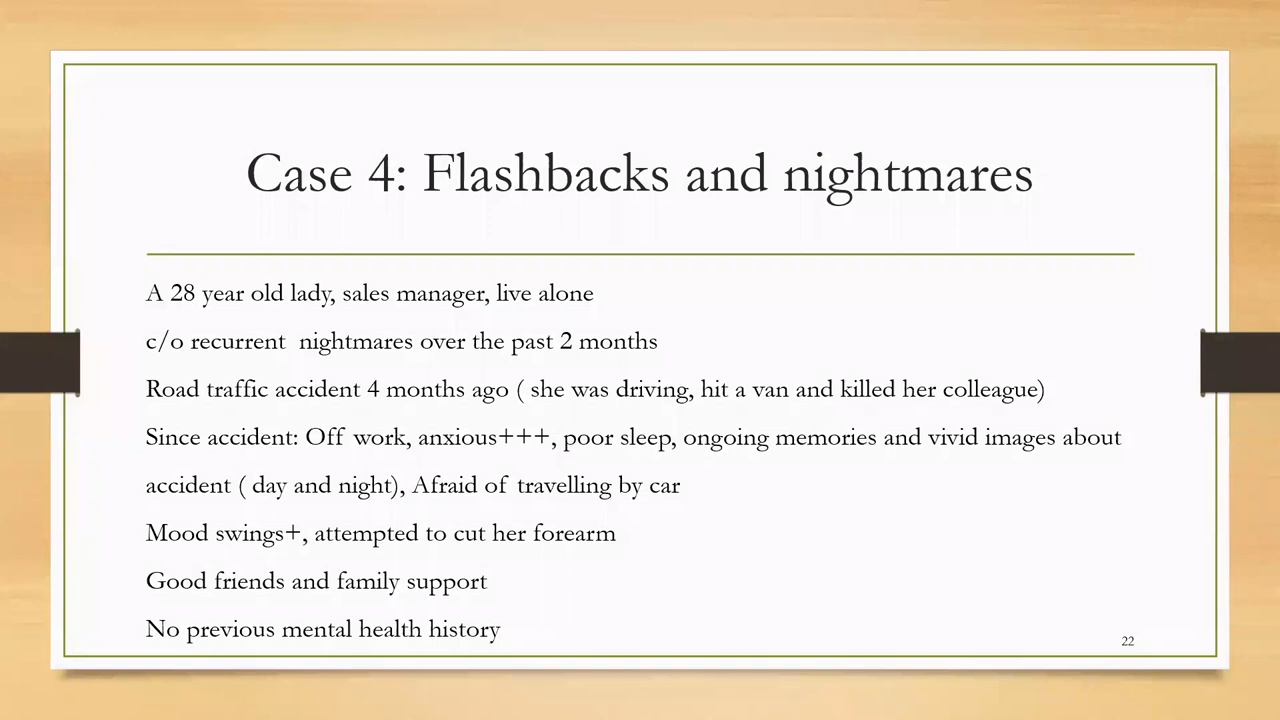 Case 4: Flashbacks and nightmares
A 28 year old lady, sales manager, live alone
c/o recurrent  nightmares over the past 2 months
Road traffic accident 4 months ago ( she was driving, hit a van and killed her colleague)
Since accident: Off work, anxious+++, poor sleep, ongoing memories and vivid images about
accident ( day and night), Afraid of travelling by car
Mood swings+, attempted to cut her forearm
Good friends and family support
No previous mental health history
22